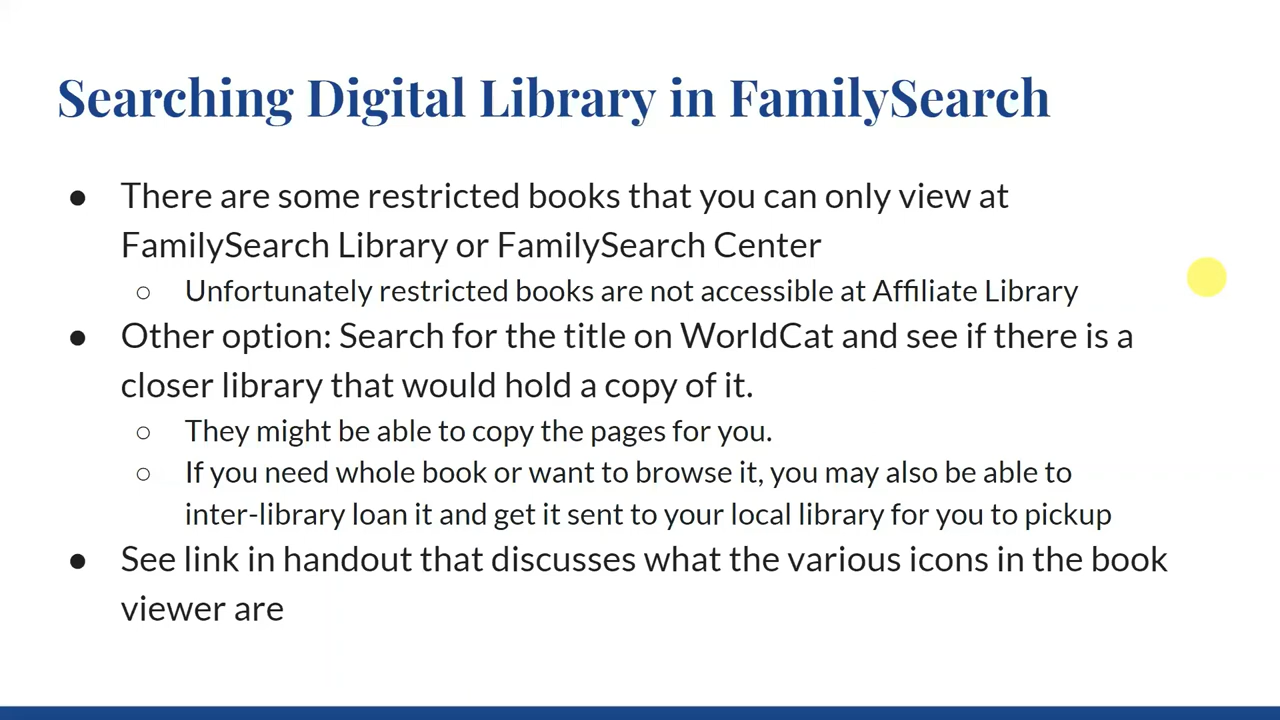 Searching Digital Library in FamilySearch
● There are some restricted books that you can only view at
FamilySearch Library or FamilySearch Center
○ Unfortunately restricted books are not accessible at Affiliate Library
● Other option: Search for the title on WorldCat and see if there is a
closer library that would hold a copy of it.
○ They might be able to copy the pages for you.
○ If you need whole book or want to browse it, you may also be able to
inter-library loan it and get it sent to your local library for you to pickup
● See link in handout that discusses what the various icons in the book
viewer are